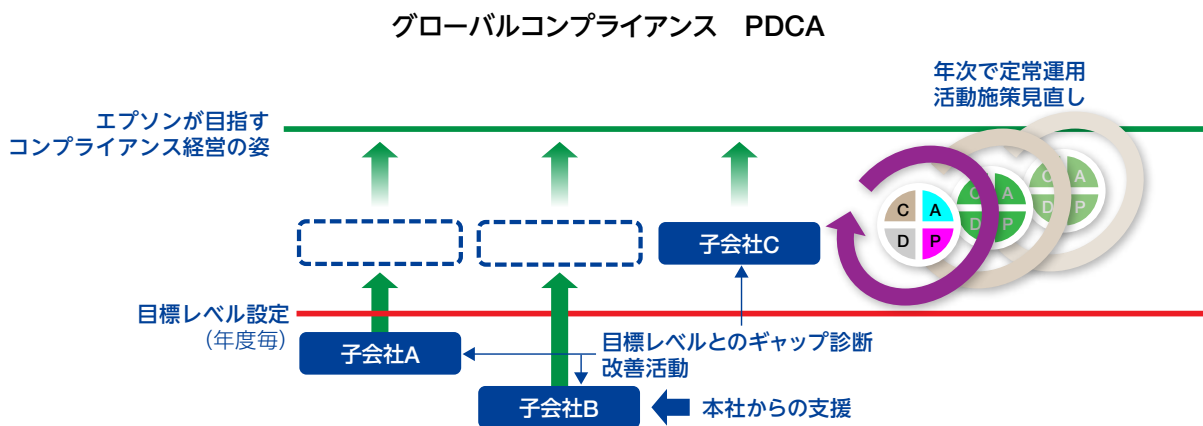 グローバルコンプライアンス　PDCA
年次で定常運用
活動施策見直し
エプソンが目指す
コンプライアンス経営の姿
C A
D P
C A
D P
C A
D P
子会社C
目標レベル設定
（年度毎）
子会社A
目標レベルとのギャップ診断
改善活動
子会社B
本社からの支援